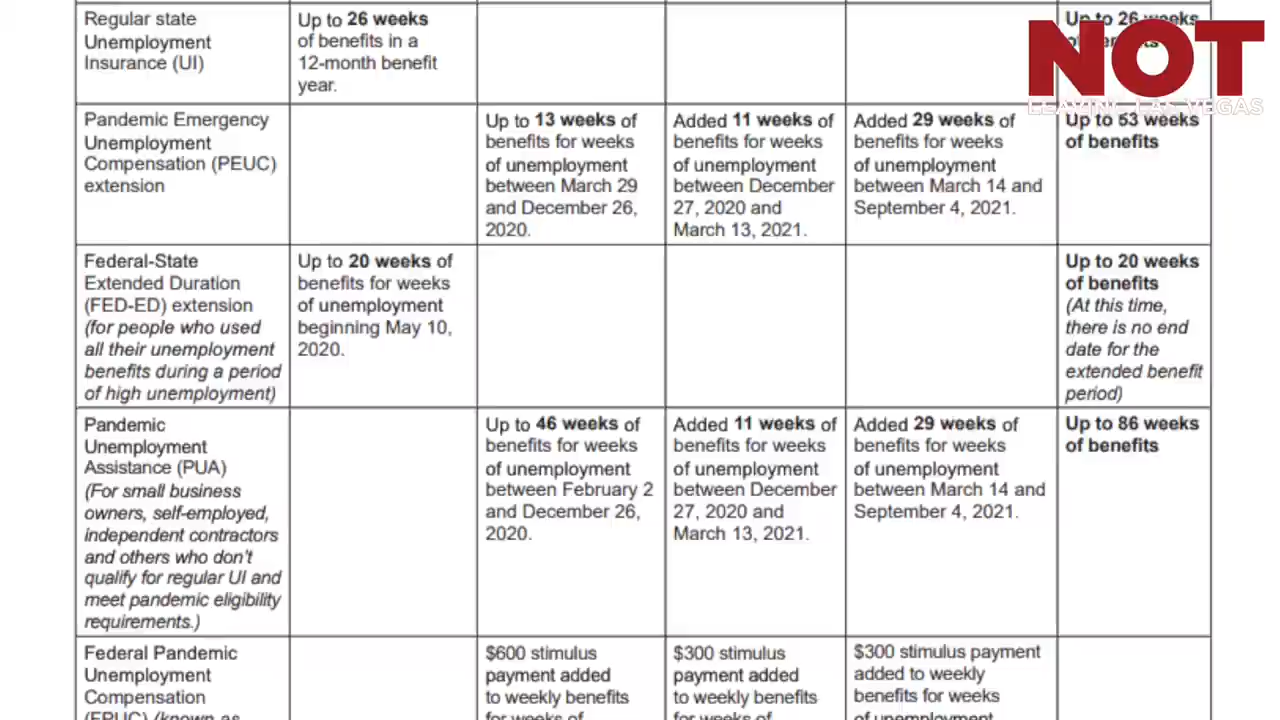 Regular state
Unemployment
Insurance (UI)
Up to 26 weeks
of benefits in a
12-month benefit
year.
Up to 26 weeks
NOT
LEAVING LAS VEGAS
Pandemic Emergency
Unemployment
Compensation (PEUC)
extension
Up to 13 weeks of
benefits for weeks
of unemployment
between March 29
and December 26,
2020.
Added 11 weeks of
benefits for weeks
of unemployment
between December
27, 2020 and
March 13, 2021.
Added 29 weeks of
benefits for weeks
of unemployment
between March 14 and
September 4, 2021.
Up to 53 weeks
of benefits
Federal-State
Extended Duration
(FED-ED) extension
(for people who used
all their unemployment
benefits during a period
of high unemployment)
Up to 20 weeks of
benefits for weeks
of unemployment
beginning May 10,
2020.
Up to 20 weeks
of benefits
(At this time,
there is no end
date for the
extended benefit
period)
Pandemic
Unemployment
Assistance (PUA)
(For small business
owners, self-employed,
independent contractors
and others who don't
qualify for regular UI and
meet pandemic eligibility
requirements.)
Up to 46 weeks of
benefits for weeks
of unemployment
between February 2
and December 26,
2020.
Added 11 weeks of
benefits for weeks
of unemployment
between December
27, 2020 and
March 13, 2021.
Added 29 weeks of
benefits for weeks
of unemployment
between March 14 and
September 4, 2021.
Up to 86 weeks
of benefits
Federal Pandemic
Unemployment
Compensation
(FPUC) (known as
$600 stimulus
payment added
to weekly benefits
for weeks of
$300 stimulus
payment added
to weekly benefits
for weeks of
$300 stimulus payment
added to weekly
benefits for weeks
of unemployment